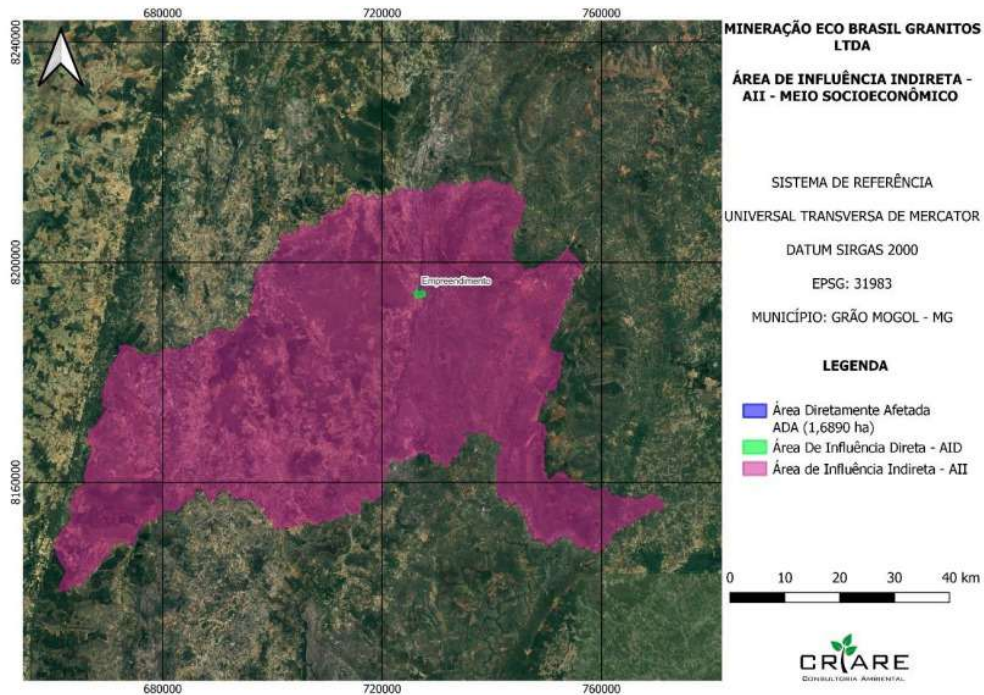 680000
720000
760000
8240000
8200000
8160000
Empreendimento
680000
720000
760000
MINERAÇÃO ECO BRASIL GRANITOS
LTDA
ÁREA DE INFLUÊNCIA INDIRETA -
AII - MEIO SOCIOECONÔMICO
SISTEMA DE REFERÊNCIA
UNIVERSAL TRANSVERSA DE MERCATOR
DATUM SIRGAS 2000
EPSG: 31983
MUNICÍPIO: GRÃO MOGOL - MG
LEGENDA
Área Diretamente Afetada
ADA (1,6890 ha)
Área De Influência Direta - AID
Área de Influência Indireta - AII
0 10 20 30 40 km
CRIARE
CONSULTORIA AMBIENTAL